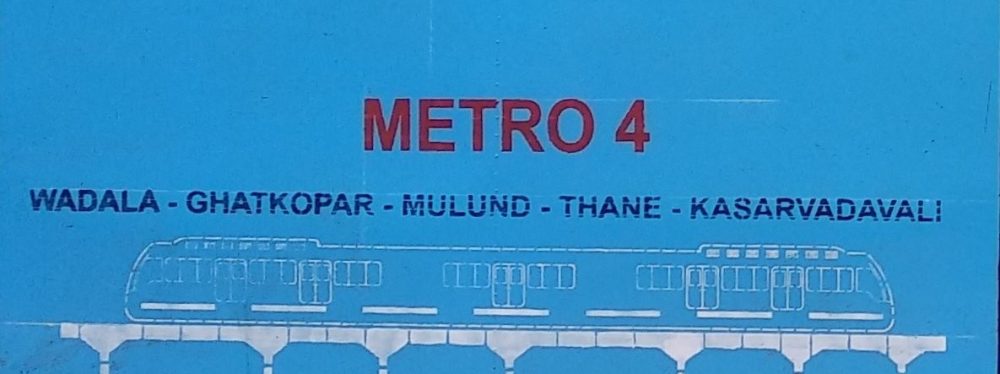 METRO 4
WADALA - GHATKOPAR - MULUND - THANE - KASARVADAVALI